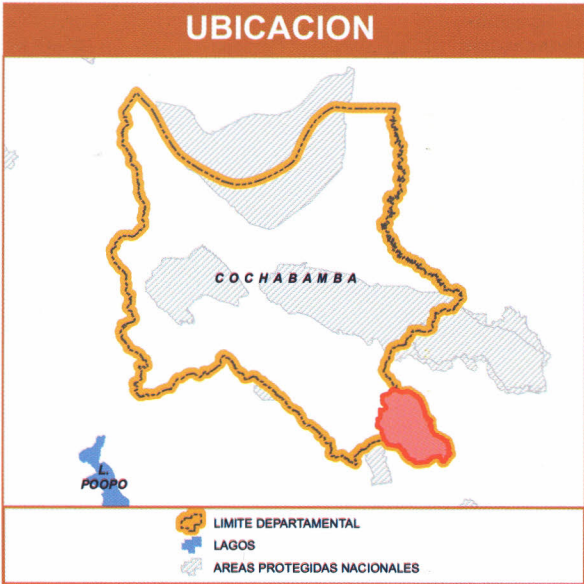 UBICACION
COCHABAMBA
L.
POOPO
LIMITE DEPARTAMENTAL
LAGOS
AREAS PROTEGIDAS NACIONALES